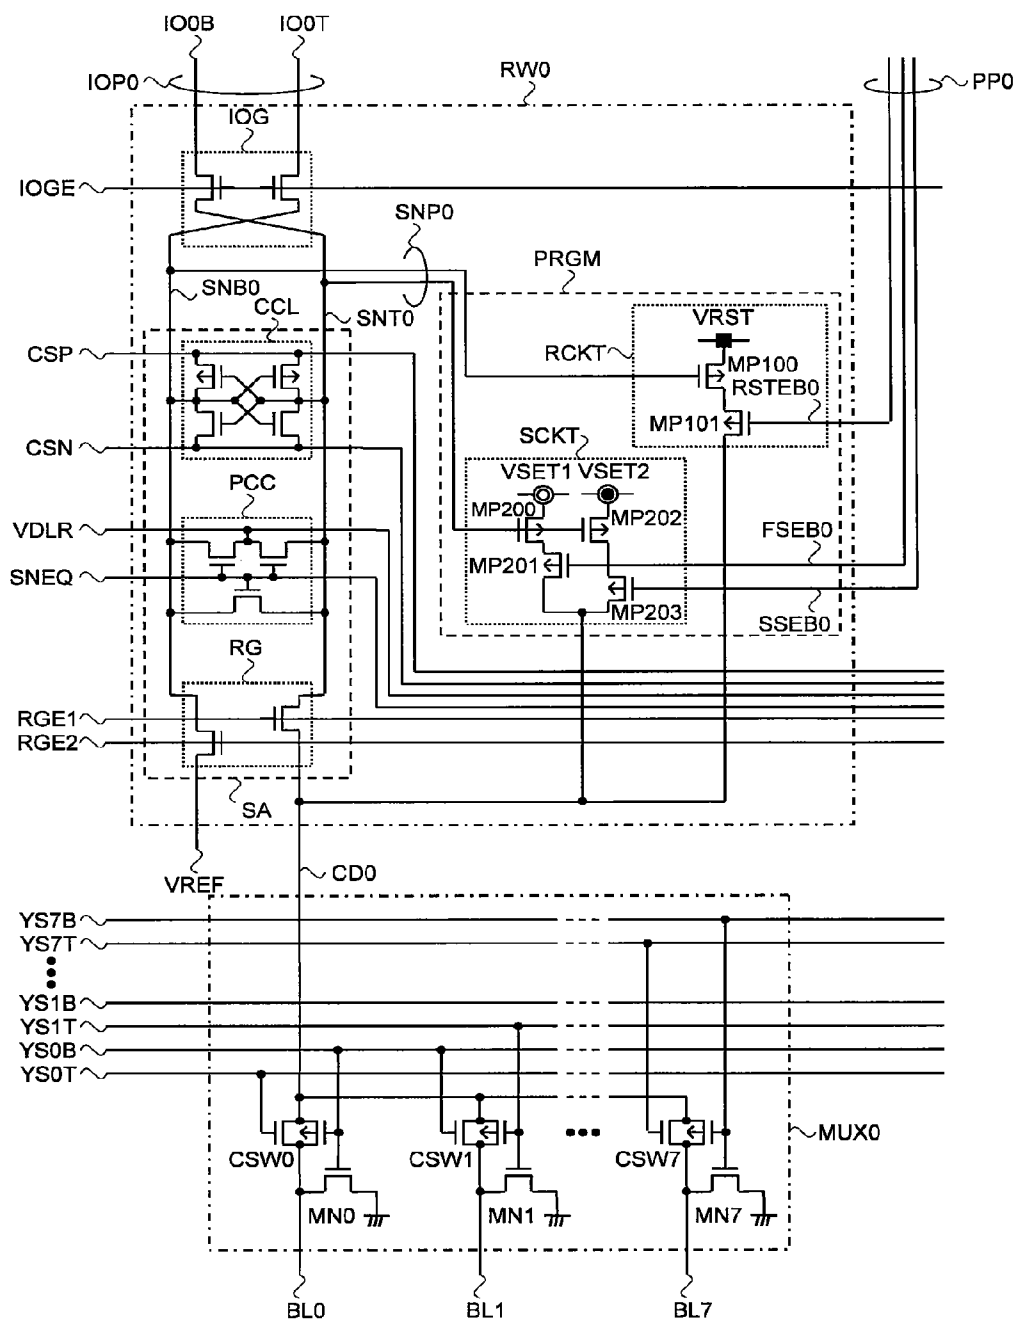 IO0B IO0T
IOP0
RW0
PP0
IOG
IOGE
SNP0
PRGM
SNB0
CCL
SNT0
VRST
CSP
RCKT
MP100
RSTEB0
MP101
CSN
SCKT
PCC
VSET1 VSET2
MP200
MP202
VDLR
FSEB0
SNEQ
MP201
MP203
SSEB0
RG
RGE1
RGE2
SA
VREF
CD0
YS7B
YS7T
YS1B
YS1T
YS0B
YS0T
MUX0
CSW0 CSW1 CSW7
MN0 MN1 MN7
BL0 BL1 BL7